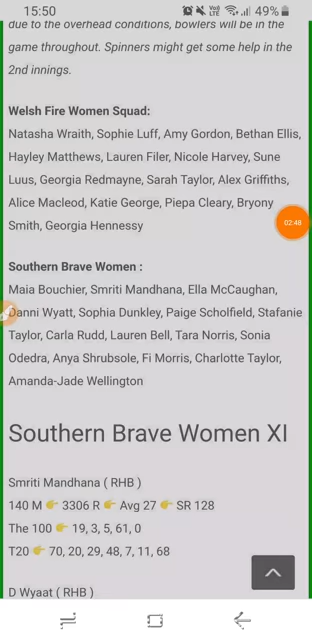 15:50
Vo))
LTE
49%
due to the overhead conditions, bowlers will be in the
game throughout. Spinners might get some help in the
2nd innings.
Welsh Fire Women Squad:
Natasha Wraith, Sophie Luff, Amy Gordon, Bethan Ellis,
Hayley Matthews, Lauren Filer, Nicole Harvey, Sune
Luus, Georgia Redmayne, Sarah Taylor, Alex Griffiths,
Alice Macleod, Katie George, Piepa Cleary, Bryony
Smith, Georgia Hennessy
02:48
Southern Brave Women :
Maia Bouchier, Smriti Mandhana, Ella McCaughan,
Danni Wyatt, Sophia Dunkley, Paige Scholfield, Stafanie
Taylor, Carla Rudd, Lauren Bell, Tara Norris, Sonia
Odedra, Anya Shrubsole, Fi Morris, Charlotte Taylor,
Amanda-Jade Wellington
Southern Brave Women XI
Smriti Mandhana ( RHB )
140 M 👉 3306 R 👉 Avg 27 👉 SR 128
The 100 👉 19, 3, 5, 61, 0
T20 👉 70, 20, 29, 48, 7, 11, 68
D Wyaat ( RHB )